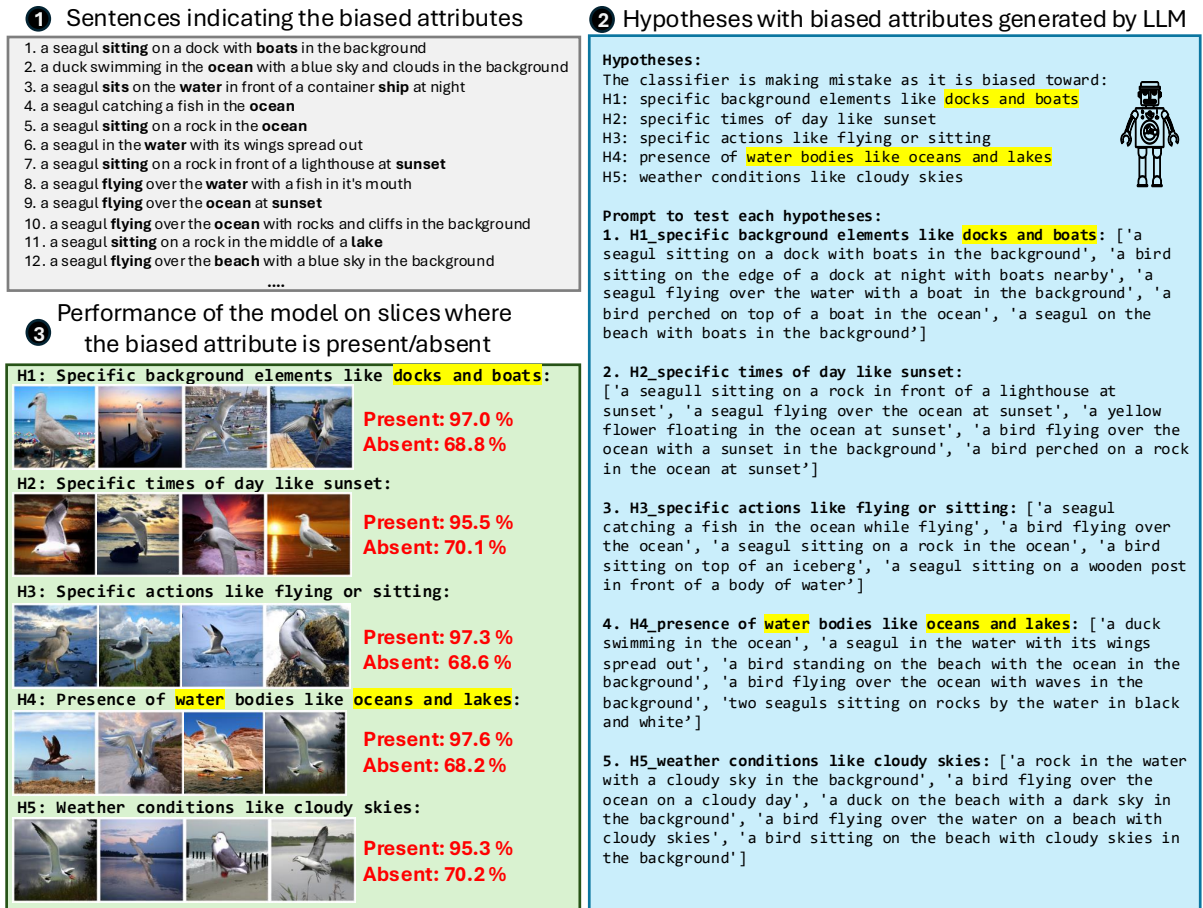 1 Sentences indicating the biased attributes
1. a seagul sitting on a dock with boats in the background
2. a duck swimming in the ocean with a blue sky and clouds in the background
3. a seagul sits on the water in front of a container ship at night
4. a seagul catching a fish in the ocean
5. a seagul sitting on a rock in the ocean
6. a seagul in the water with its wings spread out
7. a seagul sitting on a rock in front of a lighthouse at sunset
8. a seagul flying over the water with a fish in it's mouth
9. a seagul flying over the ocean at sunset
10. a seagul flying over the ocean with rocks and cliffs in the background
11. a seagul sitting on a rock in the middle of a lake
12. a seagul flying over the beach with a blue sky in the background
....
2 Hypotheses with biased attributes generated by LLM
Hypotheses:
The classifier is making mistake as it is biased toward:
H1: specific background elements like docks and boats
H2: specific times of day like sunset
H3: specific actions like flying or sitting
H4: presence of water bodies like oceans and lakes
H5: weather conditions like cloudy skies
Prompt to test each hypotheses:
1. H1_specific background elements like docks and boats: ['a
seagul sitting on a dock with boats in the background', 'a bird
sitting on the edge of a dock at night with boats nearby', 'a
seagul flying over the water with a boat in the background', 'a
bird perched on top of a boat in the ocean', 'a seagul on the
beach with boats in the background’]
2. H2_specific times of day like sunset:
['a seagull sitting on a rock in front of a lighthouse at
sunset', 'a seagul flying over the ocean at sunset', 'a yellow
flower floating in the ocean at sunset', 'a bird flying over the
ocean with a sunset in the background', 'a bird perched on a rock
in the ocean at sunset’]
3. H3_specific actions like flying or sitting: ['a seagul
catching a fish in the ocean while flying', 'a bird flying over
the ocean', 'a seagul sitting on a rock in the ocean', 'a bird
sitting on top of an iceberg', 'a seagul sitting on a wooden post
in front of a body of water’]
4. H4_presence of water bodies like oceans and lakes: ['a duck
swimming in the ocean', 'a seagul in the water with its wings
spread out', 'a bird standing on the beach with the ocean in the
background', 'a bird flying over the ocean with waves in the
background', 'two seaguls sitting on rocks by the water in black
and white’]
5. H5_weather conditions like cloudy skies: ['a rock in the water
with a cloudy sky in the background', 'a bird flying over the
ocean on a cloudy day', 'a duck on the beach with a dark sky in
the background', 'a bird flying over the water on a beach with
cloudy skies', 'a bird sitting on the beach with cloudy skies in
the background']
3 Performance of the model on slices where
the biased attribute is present/absent
H1: Specific background elements like docks and boats:
Present: 97.0 %
Absent: 68.8 %
H2: Specific times of day like sunset:
Present: 95.5 %
Absent: 70.1 %
H3: Specific actions like flying or sitting:
Present: 97.3 %
Absent: 68.6 %
H4: Presence of water bodies like oceans and lakes:
Present: 97.6 %
Absent: 68.2 %
H5: Weather conditions like cloudy skies:
Present: 95.3 %
Absent: 70.2 %